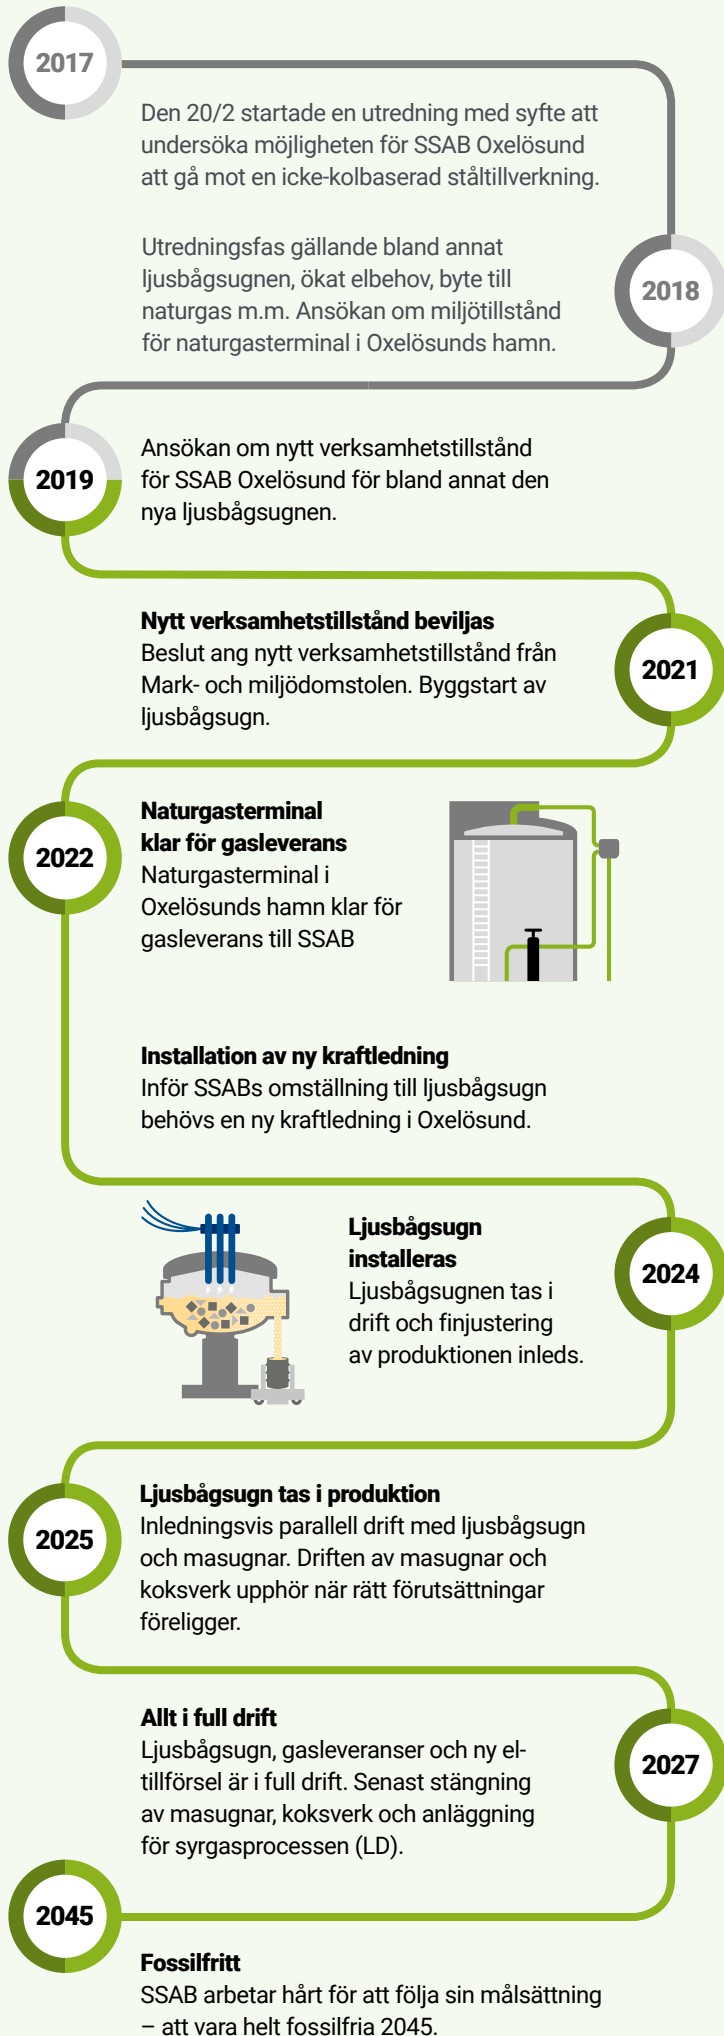 2017
Den 20/2 startade en utredning med syfte att
undersöka möjligheten för SSAB Oxelösund
att gå mot en icke-kolbaserad ståltillverkning.
Utredningsfas gällande bland annat
ljusbågsugnen, ökat elbehov, byte till
naturgas m.m. Ansökan om miljötillstånd
för naturgasterminal i Oxelösunds hamn.
2018
2019
Ansökan om nytt verksamhetstillstånd
för SSAB Oxelösund för bland annat den
nya ljusbågsugnen.
Nytt verksamhetstillstånd beviljas
Beslut ang nytt verksamhetstillstånd från
Mark- och miljödomstolen. Byggstart av
ljusbågsugn.
2021
2022
Naturgasterminal
klar för gasleverans
Naturgasterminal i
Oxelösunds hamn klar för
gasleverans till SSAB
Installation av ny kraftledning
Inför SSABs omställning till ljusbågsugn
behövs en ny kraftledning i Oxelösund.
Ljusbågsugn
installeras
Ljusbågsugnen tas i
drift och finjustering
av produktionen inleds.
2024
2025
Ljusbågsugn tas i produktion
Inledningsvis parallell drift med ljusbågsugn
och masugnar. Driften av masugnar och
koksverk upphör när rätt förutsättningar
föreligger.
Allt i full drift
Ljusbågsugn, gasleveranser och ny el-
tillförsel är i full drift. Senast stängning
av masugnar, koksverk och anläggning
för syrgasprocessen (LD).
2027
2045
Fossilfritt
SSAB arbetar hårt för att följa sin målsättning
– att vara helt fossilfria 2045.